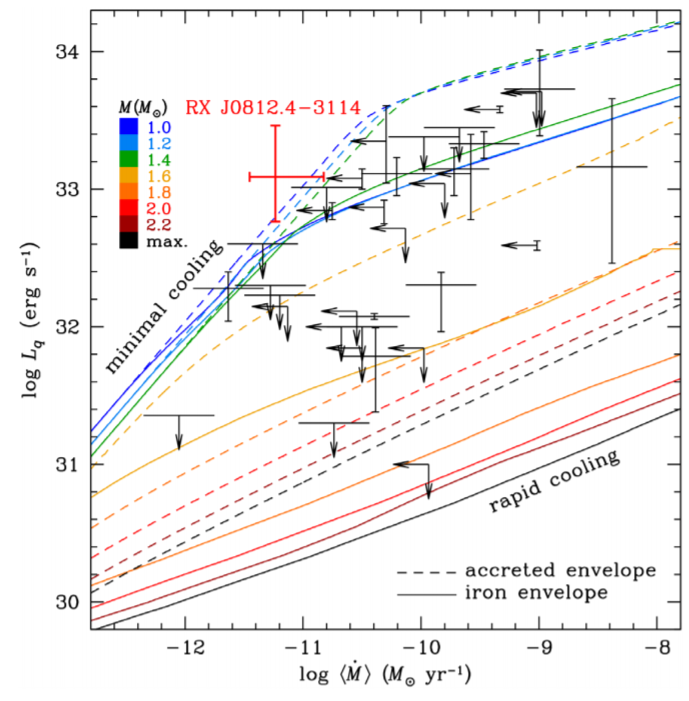 34
33
32
31
30
log L_q (erg s⁻¹)
M(M☉)
1.0
1.2
1.4
1.6
1.8
2.0
2.2
max.
RX J0812.4−3114
minimal cooling
rapid cooling
accreted envelope
iron envelope
−12
−11
−10
−9
−8
log ⟨Ṁ⟩ (M☉ yr⁻¹)